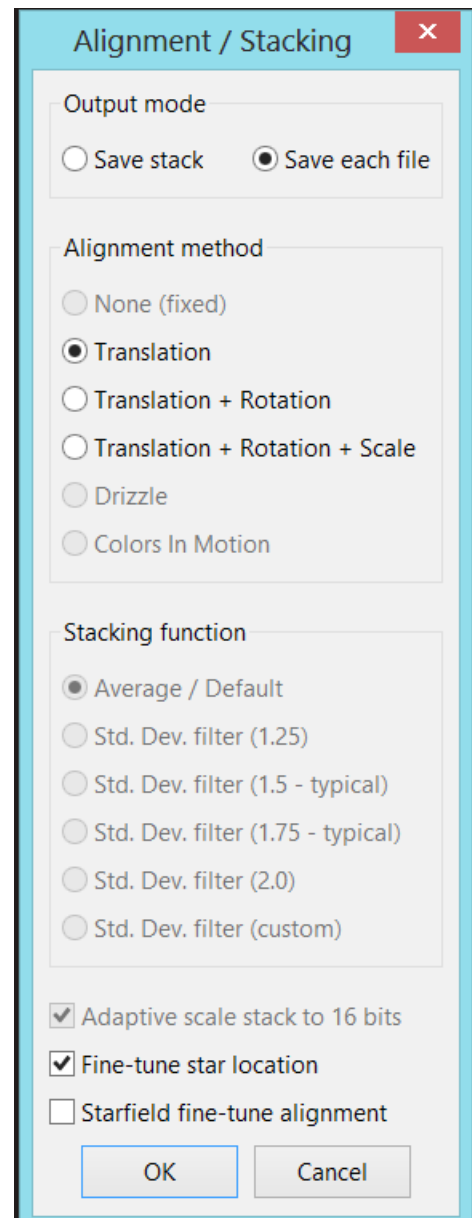 Alignment / Stacking
Output mode
Save stack Save each file
Alignment method
None (fixed)
Translation
Translation + Rotation
Translation + Rotation + Scale
Drizzle
Colors In Motion
Stacking function
Average / Default
Std. Dev. filter (1.25)
Std. Dev. filter (1.5 - typical)
Std. Dev. filter (1.75 - typical)
Std. Dev. filter (2.0)
Std. Dev. filter (custom)
Adaptive scale stack to 16 bits
Fine-tune star location
Starfield fine-tune alignment
OK Cancel